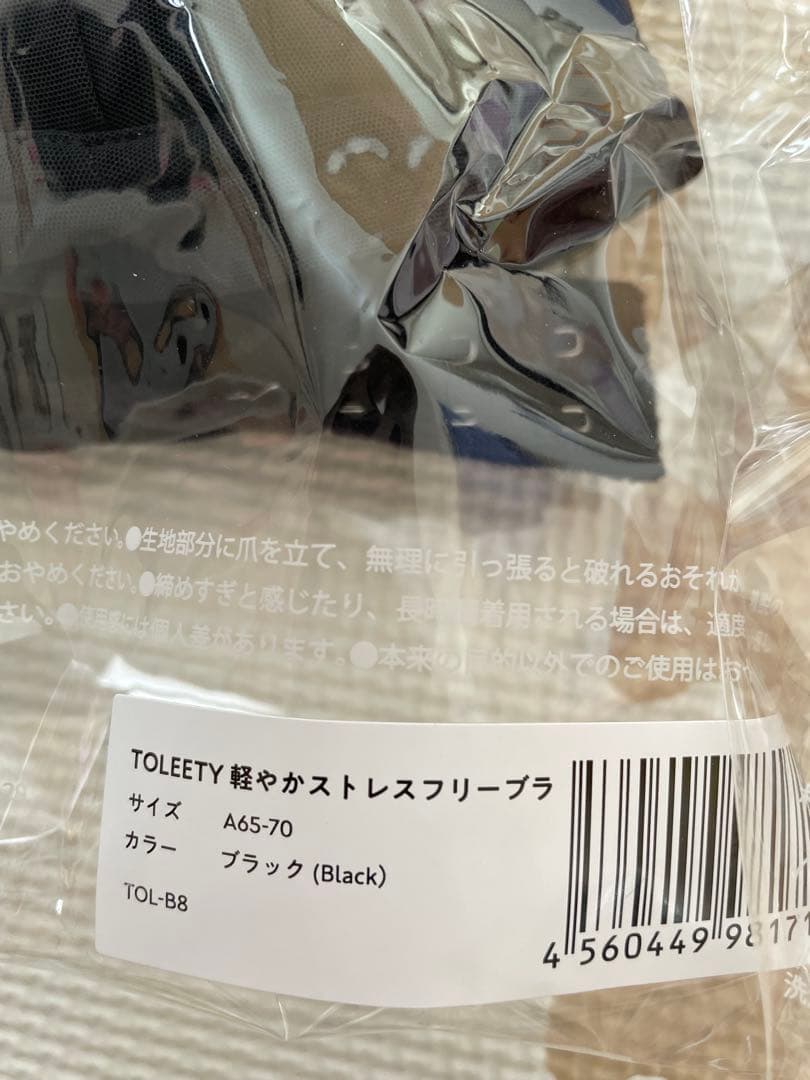 やめください。●生地部分に爪を立て、無理に引っ張ると破れるおそれが
おやめください。●締めすぎと感じたり、長時間着用される場合は、適度
さい。●使用感には個人差があります。●本来の目的以外でのご使用はお
TOLEETY 軽やかストレスフリーブラ
サイズ A65-70
カラー ブラック (Black)
TOL-B8
4 560449 98171
洗